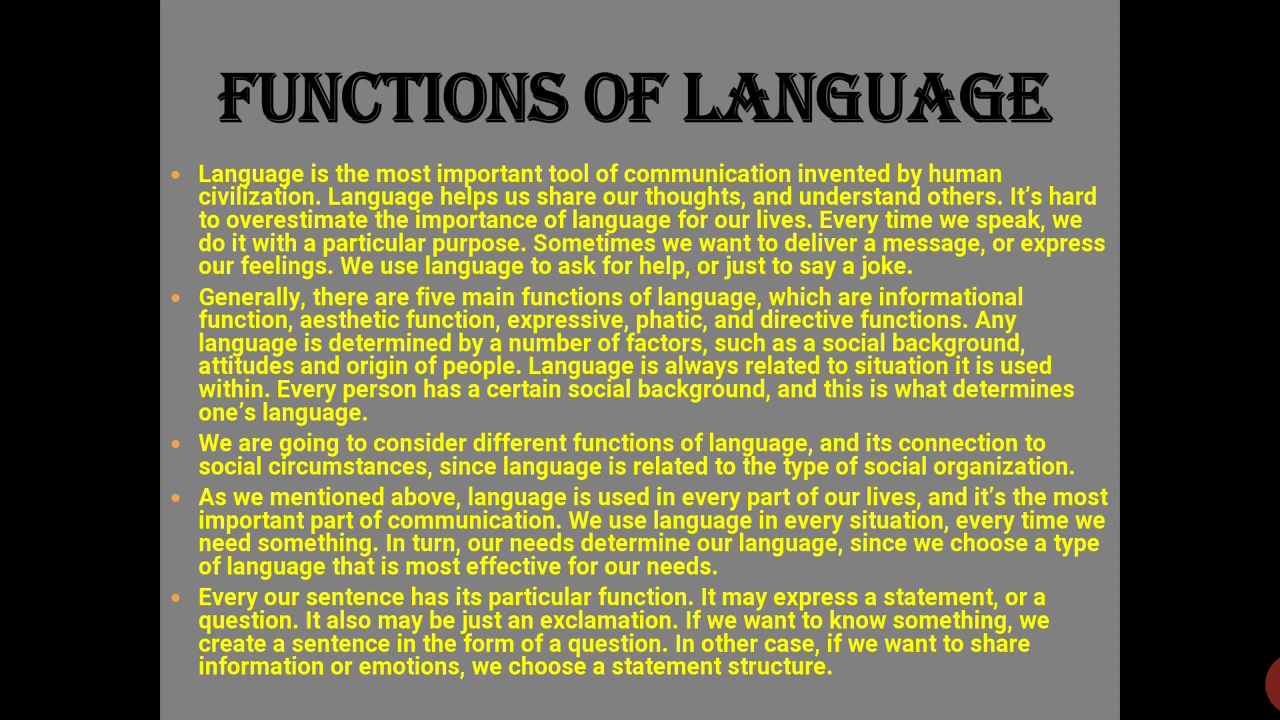 FUNCTIONS OF LANGUAGE
• Language is the most important tool of communication invented by human
civilization. Language helps us share our thoughts, and understand others. It’s hard
to overestimate the importance of language for our lives. Every time we speak, we
do it with a particular purpose. Sometimes we want to deliver a message, or express
our feelings. We use language to ask for help, or just to say a joke.
• Generally, there are five main functions of language, which are informational
function, aesthetic function, expressive, phatic, and directive functions. Any
language is determined by a number of factors, such as a social background,
attitudes and origin of people. Language is always related to situation it is used
within. Every person has a certain social background, and this is what determines
one’s language.
• We are going to consider different functions of language, and its connection to
social circumstances, since language is related to the type of social organization.
• As we mentioned above, language is used in every part of our lives, and it’s the most
important part of communication. We use language in every situation, every time we
need something. In turn, our needs determine our language, since we choose a type
of language that is most effective for our needs.
• Every our sentence has its particular function. It may express a statement, or a
question. It also may be just an exclamation. If we want to know something, we
create a sentence in the form of a question. In other case, if we want to share
information or emotions, we choose a statement structure.